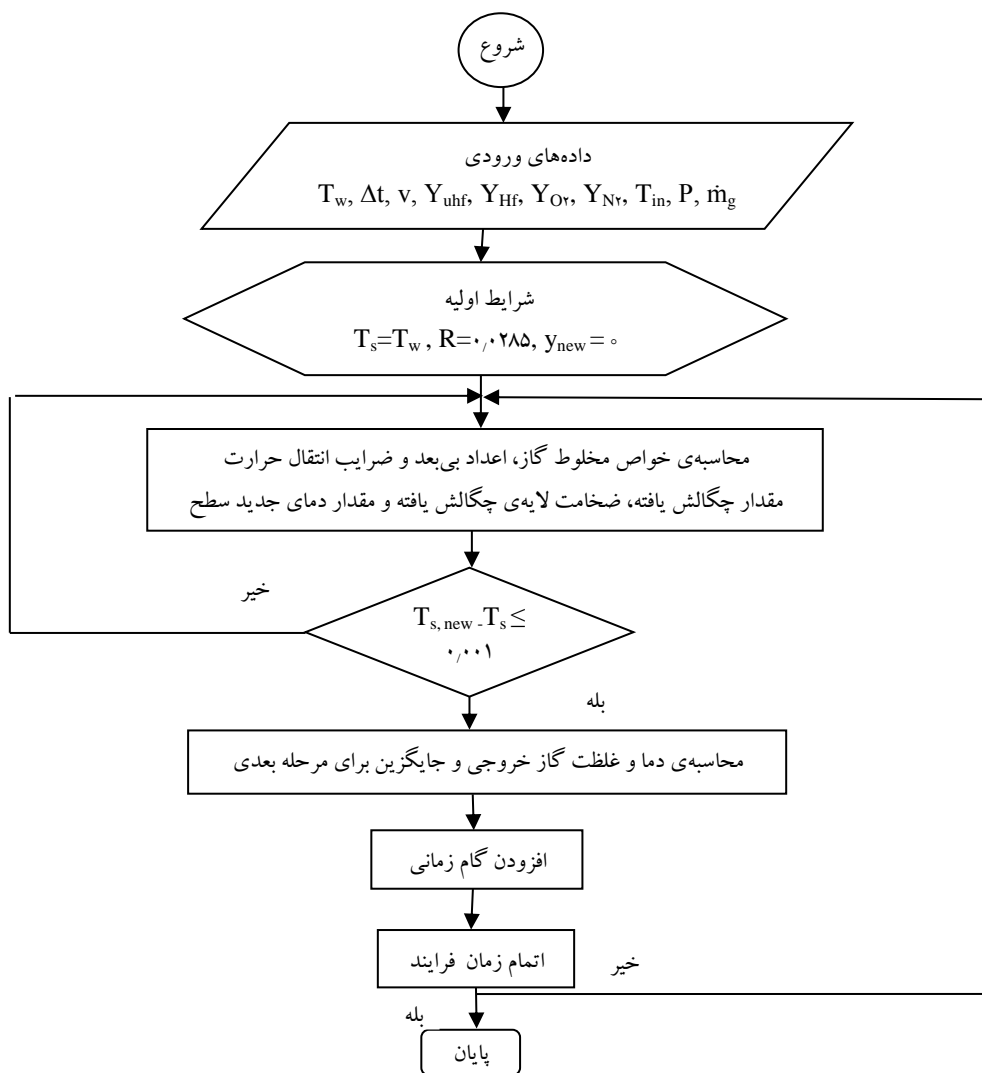 شروع
داده‌های ورودی
Tw, Δt, v, Yuhf, YHf, YO۲, YN۲, Tin, P, ṁg
شرایط اولیه
Ts=Tw , R=۰٫۰۲۸۵, ynew = ۰
محاسبه‌ی خواص مخلوط گاز، اعداد بی‌بعد و ضرایب انتقال حرارت
مقدار چگالش یافته، ضخامت لایه‌ی چگالش یافته و مقدار دمای جدید سطح
خیر
Ts, new -Ts ≤
۰٫۰۰۱
بله
محاسبه‌ی دما و غلظت گاز خروجی و جایگزین برای مرحله بعدی
افزودن گام زمانی
اتمام زمان فرایند
خیر
بله
پایان